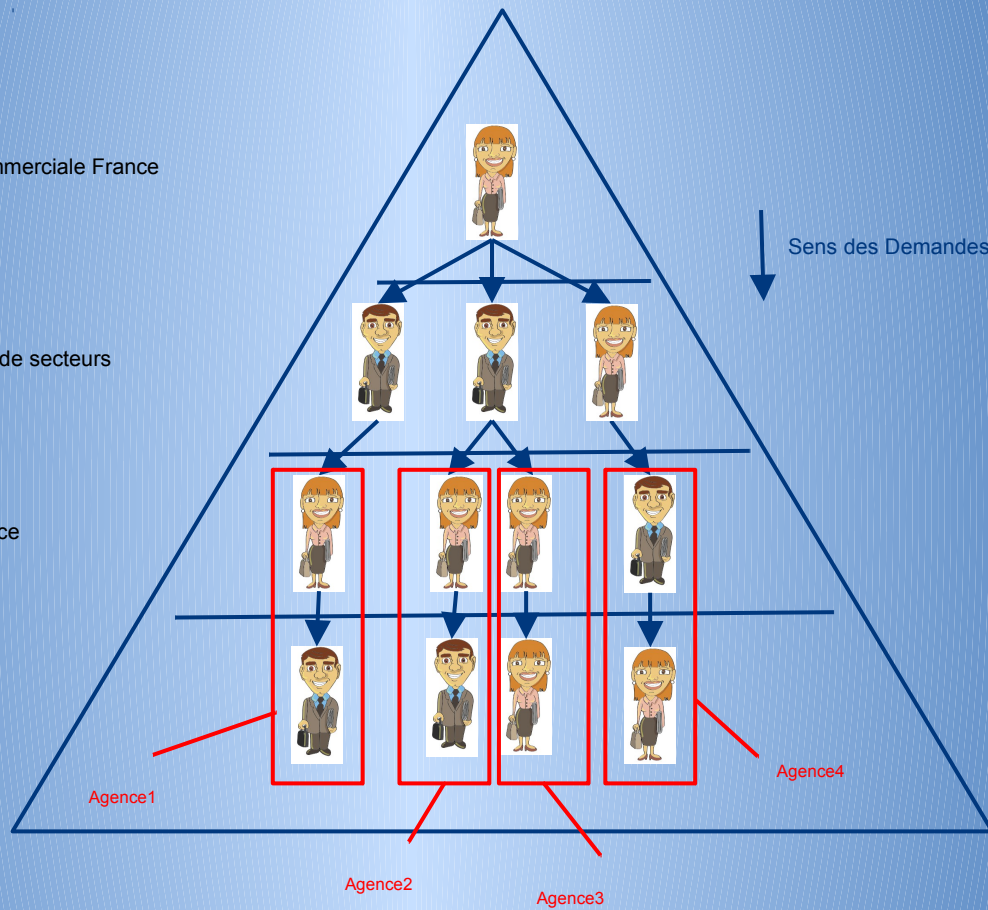 mmerciale France
Sens des Demandes
de secteurs
ce
Agence1
Agence4
Agence2
Agence3